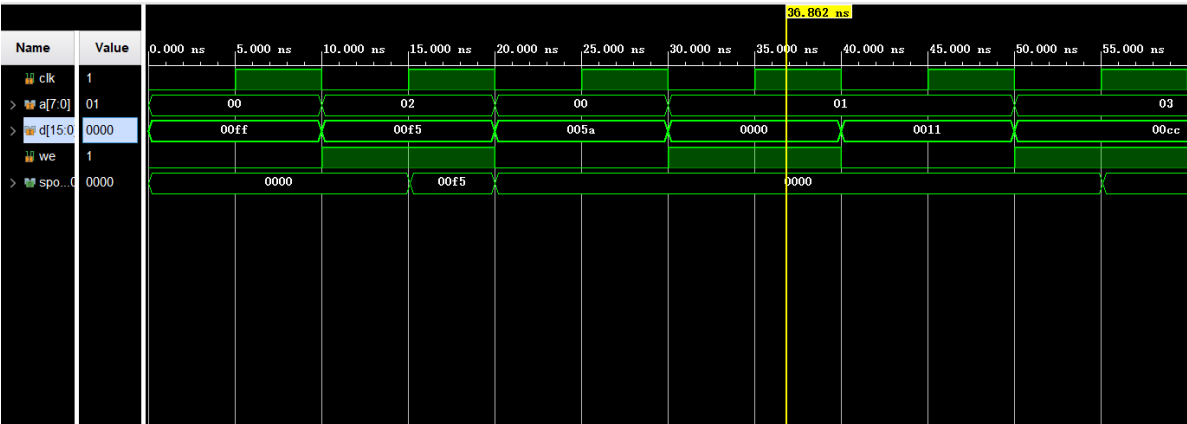 36.862 ns
Name Value 0.000 ns 5.000 ns 10.000 ns 15.000 ns 20.000 ns 25.000 ns 30.000 ns 35.000 ns 40.000 ns 45.000 ns 50.000 ns 55.000 ns
clk 1
a[7:0] 01 00 02 00 01 03
d[15:0 0000 00ff 00f5 005a 0000 0011 00cc
we 1
spo...0 0000 0000 00f5 0000